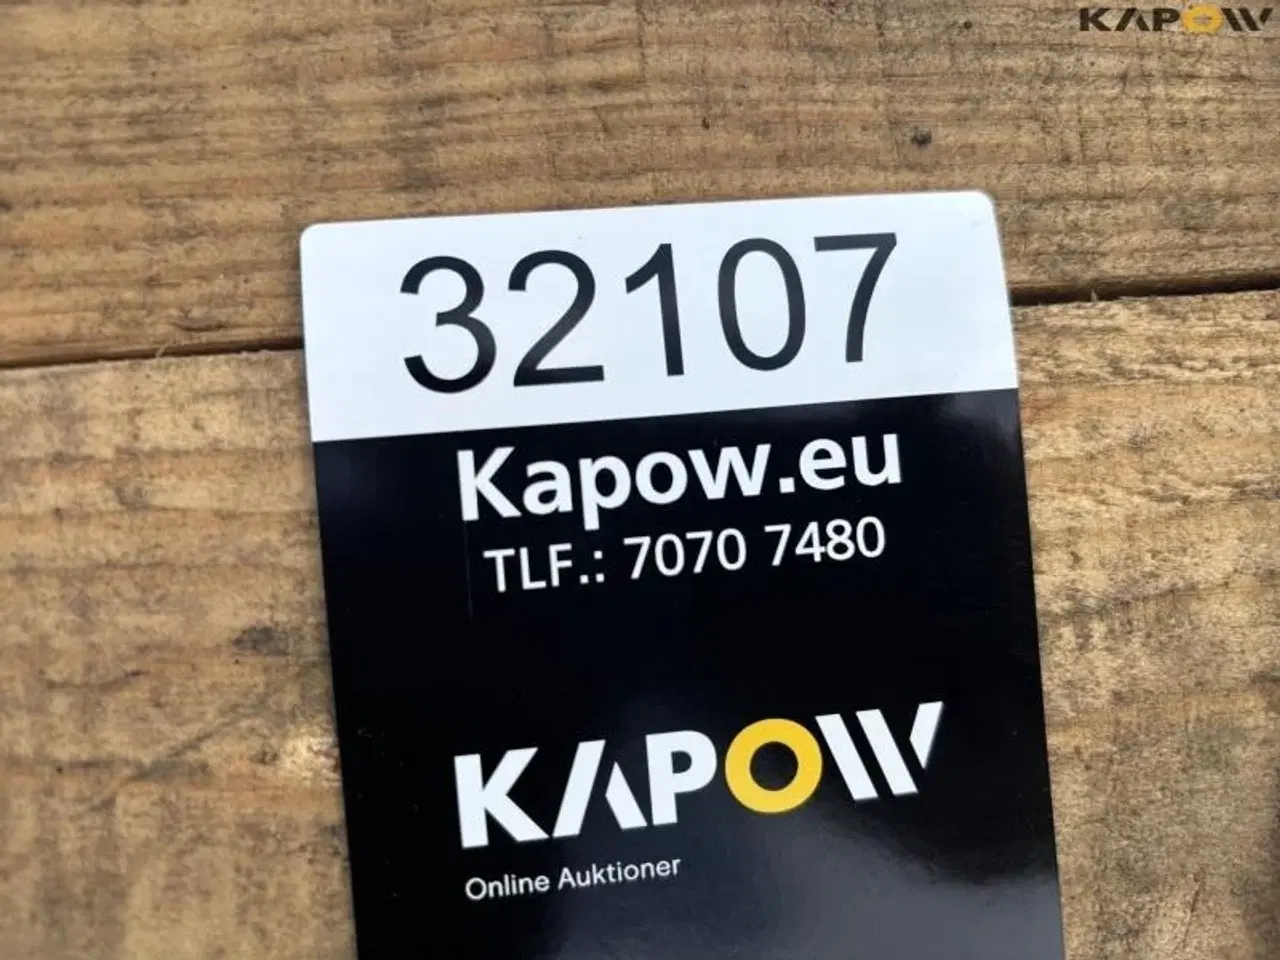 KAPOW
32107
Kapow.eu
TLF.: 7070 7480
KAPOW
Online Auktioner